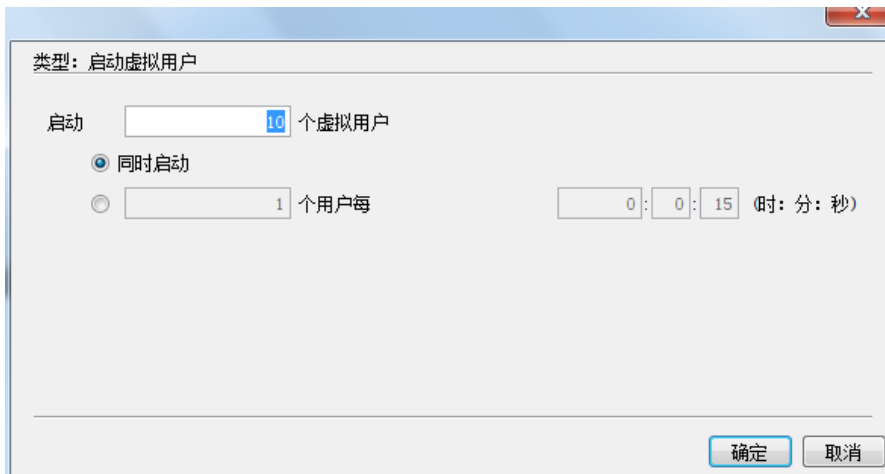 类型：启动虚拟用户
启动 10 个虚拟用户
同时启动
1 个用户每 0 : 0 : 15 (时：分：秒)
确定 取消